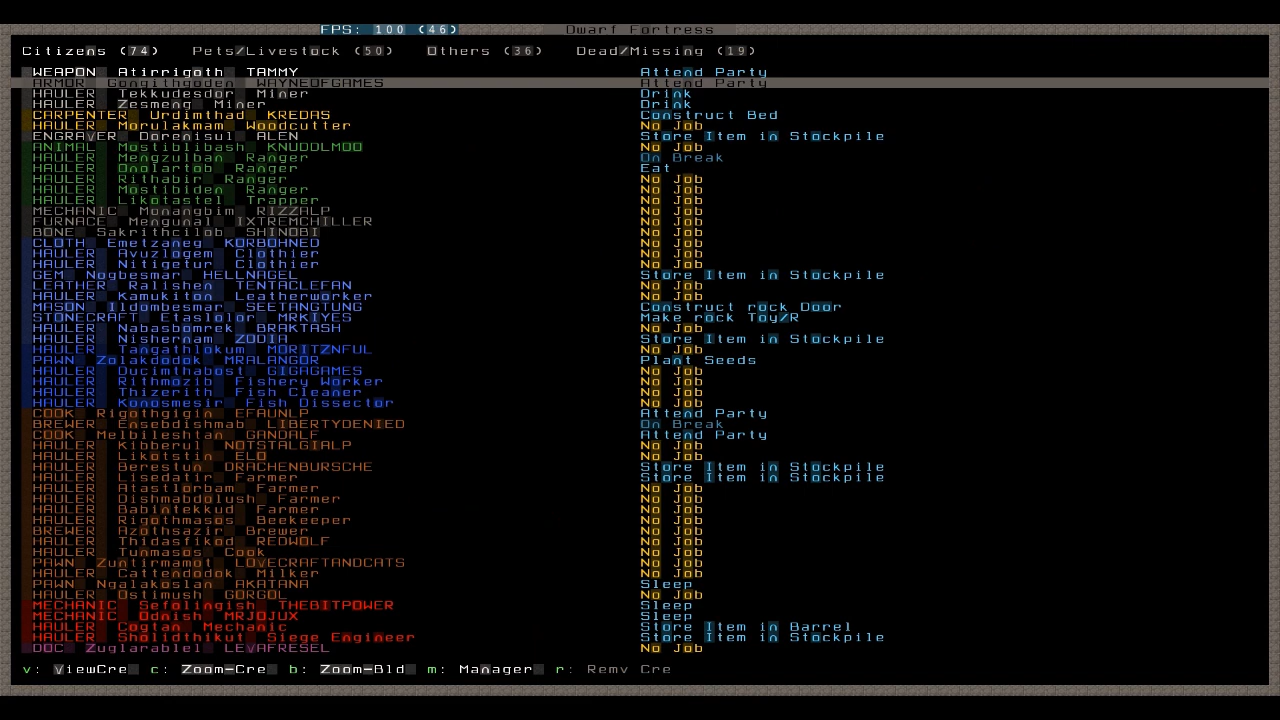 FPS: 100 (46) Dwarf Fortress
Citizens (74) Pets/Livestock (50) Others (36) Dead/Missing (19)
WEAPON Atirrigoth TAMMY Attend Party
ARMOR Gongithgoden WAYNEOFGAMES Attend Party
HAULER Tekkudesdor Miner Drink
HAULER Zesmeng Miner Drink
CARPENTER Urdimthad KREDAS Construct Bed
HAULER Morulakmam Woodcutter No Job
ENGRAVER Dorenisul ALEN Store Item in Stockpile
ANIMAL Mostiblibash KNUDDLMOO No Job
HAULER Mengzulban Ranger On Break
HAULER Onolartob Ranger Eat
HAULER Rithabir Ranger No Job
HAULER Mostibiden Ranger No Job
HAULER Likotastel Trapper No Job
MECHANIC Monangbim RIZZALP No Job
FURNACE Mengunal IXTREMCHILLER No Job
BONE Sakrithcilob SHINOBI No Job
CLOTH Emetzaneg KORBOHNED No Job
HAULER Avuzlogem Clothier No Job
HAULER Nitigetur Clothier No Job
GEM Nogbesmar HELLNAGEL Store Item in Stockpile
LEATHER Ralishen TENTACLEFAN No Job
HAULER Kamukiton Leatherworker No Job
MASON Ildombesmar SEETANGTUNG Construct rock Door
STONECRAFT Etaslolor MRKIYES Make rock Toy/R
HAULER Nabasbomrek BRAKTASH No Job
HAULER Nishernam ZODIA Store Item in Stockpile
HAULER Tangathlokum MORITZNFUL No Job
PAWN Zolakdodok MRALANGOR Plant Seeds
HAULER Ducimthabost GIGAGAMES No Job
HAULER Rithmozib Fishery Worker No Job
HAULER Thizerith Fish Cleaner No Job
HAULER Konosmesir Fish Dissector No Job
COOK Rigothgigin EFAUNLP Attend Party
BREWER Ensebdishmab LIBERTYDENIED On Break
COOK Melbileshtan GANDALF Attend Party
HAULER Kibberul NOTSTALGIALP No Job
HAULER Likotstin ELO No Job
HAULER Berestun DRACHENBURSCHE Store Item in Stockpile
HAULER Lisedatir Farmer Store Item in Stockpile
HAULER Atastlorbam Farmer No Job
HAULER Dishmabdolush Farmer No Job
HAULER Babintekkud Farmer No Job
HAULER Rigothmasos Beekeeper No Job
BREWER Azothsazir Brewer No Job
HAULER Thidasfikod REDWOLF No Job
HAULER Tunmasos Cook No Job
PAWN Zuntirmamot LOVECRAFTANDCATS No Job
HAULER Cattendodok Milker No Job
PAWN Ngalakoslan AKATANA Sleep
HAULER Ostimush GORGOL No Job
MECHANIC Sefolingish THEBITPOWER Sleep
MECHANIC Odnish MRJOJUX Sleep
HAULER Cogtan Mechanic Store Item in Barrel
HAULER Sholidthikut Siege Engineer Store Item in Stockpile
DOC Zuglarablel LEVAFRESEL No Job
v: ViewCre c: Zoom-Cre b: Zoom-Bld m: Manager r: Remv Cre